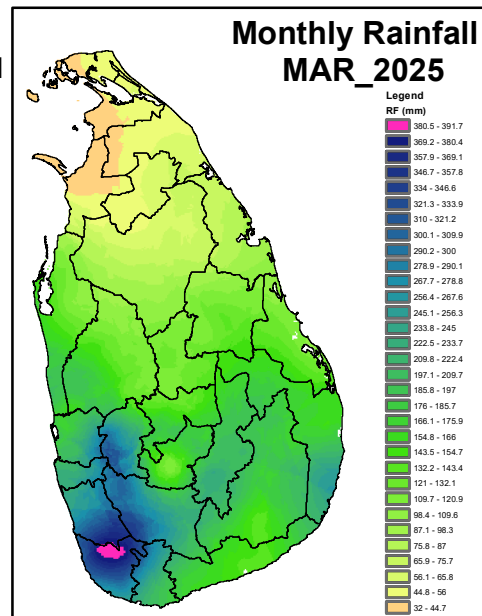 Monthly Rainfall
MAR_2025
Legend
RF (mm)
380.5 - 391.7
369.2 - 380.4
357.9 - 369.1
346.7 - 357.8
334 - 346.6
321.3 - 333.9
310 - 321.2
300.1 - 309.9
290.2 - 300
278.9 - 290.1
267.7 - 278.8
256.4 - 267.6
245.1 - 256.3
233.8 - 245
222.5 - 233.7
209.8 - 222.4
197.1 - 209.7
185.8 - 197
176 - 185.7
166.1 - 175.9
154.8 - 166
143.5 - 154.7
132.2 - 143.4
121 - 132.1
109.7 - 120.9
98.4 - 109.6
87.1 - 98.3
75.8 - 87
65.9 - 75.7
56.1 - 65.8
44.8 - 56
32 - 44.7